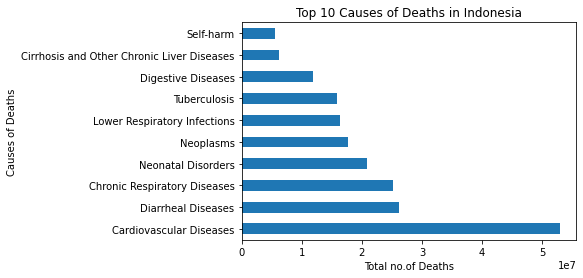 Top 10 Causes of Deaths in Indonesia
Causes of Deaths
Self-harm
Cirrhosis and Other Chronic Liver Diseases
Digestive Diseases
Tuberculosis
Lower Respiratory Infections
Neoplasms
Neonatal Disorders
Chronic Respiratory Diseases
Diarrheal Diseases
Cardiovascular Diseases
0 1 2 3 4 5
1e7
Total no.of Deaths